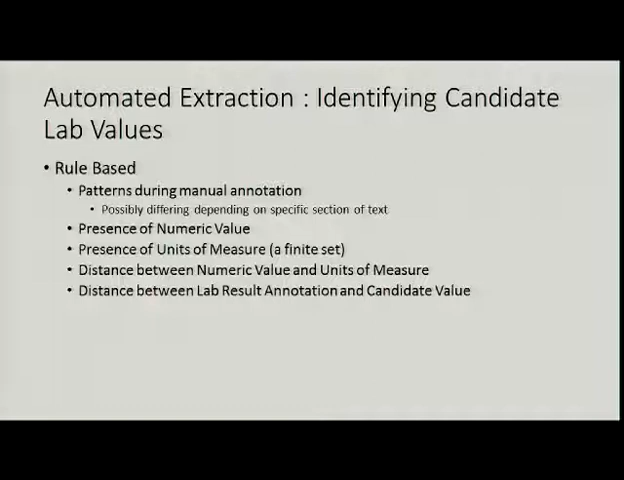 Automated Extraction : Identifying Candidate
Lab Values
• Rule Based
• Patterns during manual annotation
• Possibly differing depending on specific section of text
• Presence of Numeric Value
• Presence of Units of Measure (a finite set)
• Distance between Numeric Value and Units of Measure
• Distance between Lab Result Annotation and Candidate Value